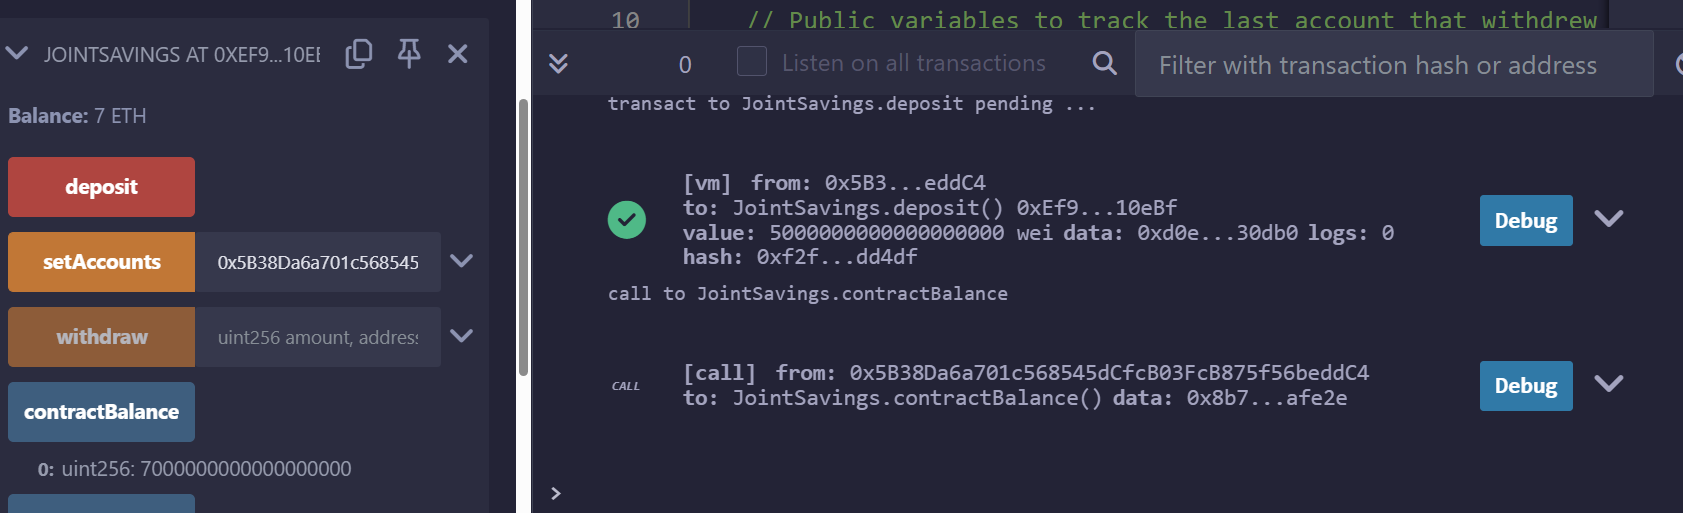 JOINTSAVINGS AT 0XEF9...10EE
Balance: 7 ETH
deposit
setAccounts
0x5B38Da6a701c568545
withdraw
uint256 amount, address
contractBalance
0: uint256: 7000000000000000000
10
// Public variables to track the last account that withdrew
0
Listen on all transactions
Filter with transaction hash or address
transact to JointSavings.deposit pending ...
[vm] from: 0x5B3...eddC4
to: JointSavings.deposit() 0xEf9...10eBf
value: 5000000000000000000 wei data: 0xd0e...30db0 logs: 0
hash: 0xf2f...dd4df
Debug
call to JointSavings.contractBalance
CALL
[call] from: 0x5B38Da6a701c568545dCfcB03FcB875f56beddC4
to: JointSavings.contractBalance() data: 0x8b7...afe2e
Debug
>